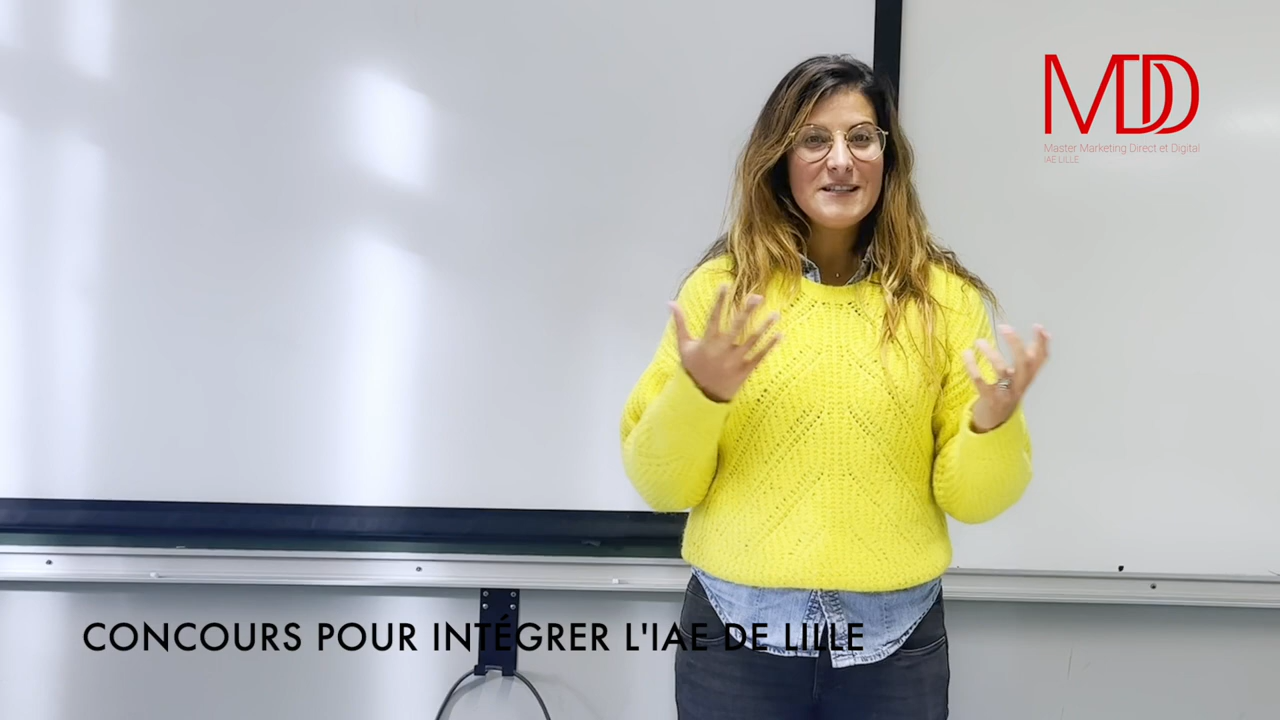 MDD
Master Marketing Direct et Digital
IAE LILLE
CONCOURS POUR INTÉGRER L'IAE DE LILLE